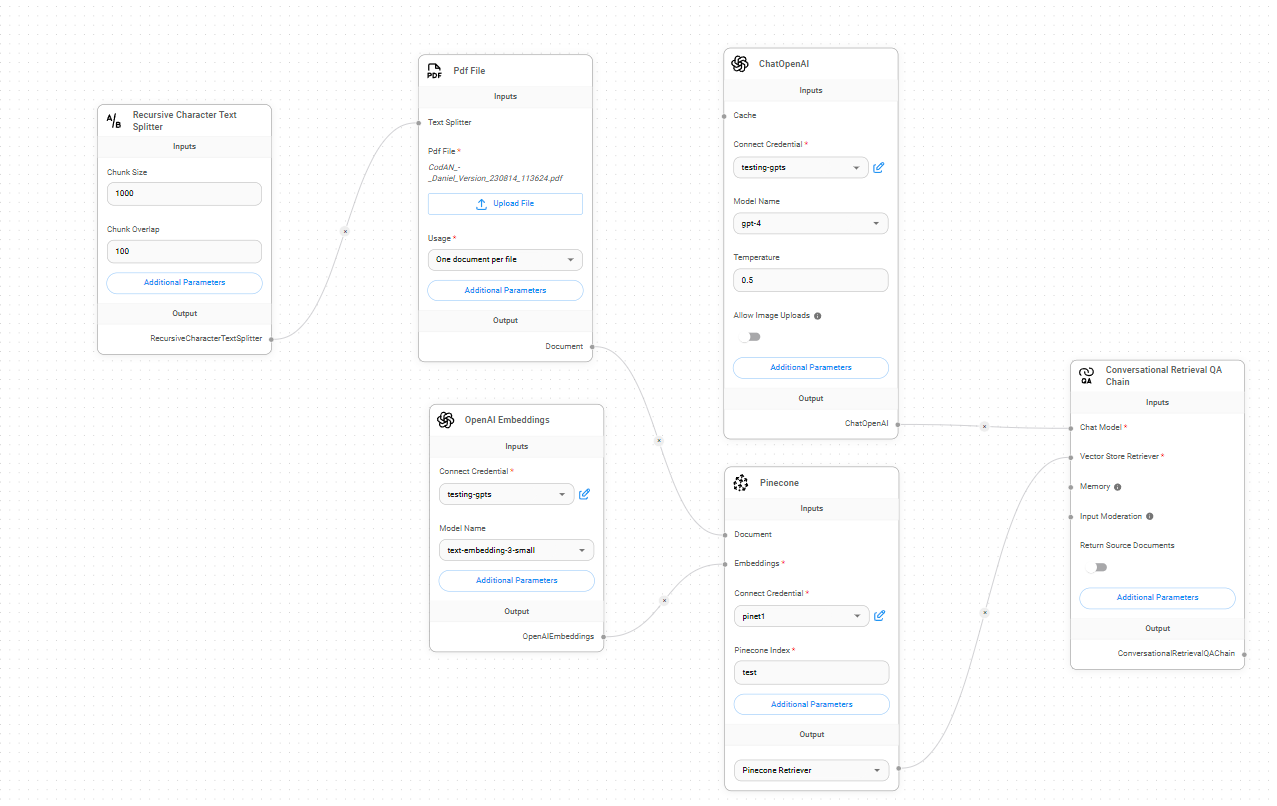 Recursive Character Text
Splitter
Inputs
Chunk Size
1000
Chunk Overlap
100
Additional Parameters
Output
RecursiveCharacterTextSplitter
PDF
Pdf File
Inputs
Text Splitter
Pdf File *
CodAN_-
_Daniel_Version_230814_113624.pdf
Upload File
Usage *
One document per file
Additional Parameters
Output
Document
OpenAI Embeddings
Inputs
Connect Credential *
testing-gpts
Model Name
text-embedding-3-small
Additional Parameters
Output
OpenAIEmbeddings
ChatOpenAI
Inputs
Cache
Connect Credential *
testing-gpts
Model Name
gpt-4
Temperature
0.5
Allow Image Uploads
Additional Parameters
Output
ChatOpenAI
Pinecone
Inputs
Document
Embeddings *
Connect Credential *
pinet1
Pinecone Index *
test
Additional Parameters
Output
Pinecone Retriever
QA
Conversational Retrieval QA
Chain
Inputs
Chat Model *
Vector Store Retriever *
Memory
Input Moderation
Return Source Documents
Additional Parameters
Output
ConversationalRetrievalQAChain